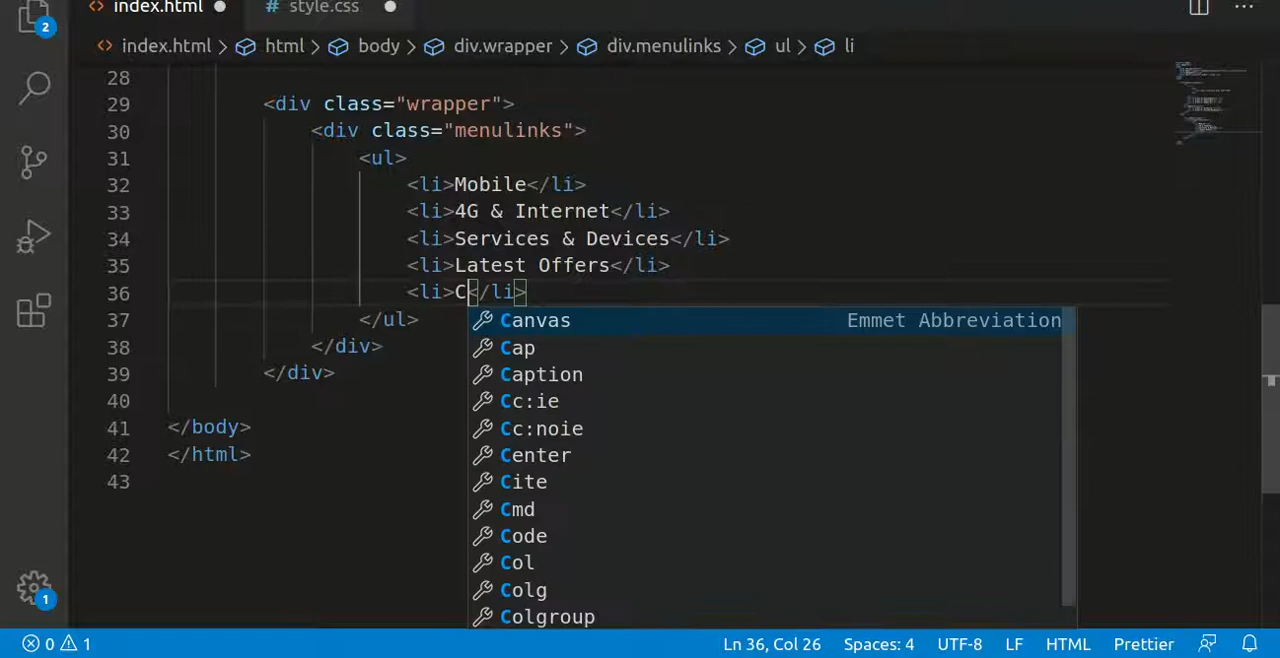 index.html
# style.css
2
index.html > html > body > div.wrapper > div.menulinks > ul > li
28
29 <div class="wrapper">
30 <div class="menulinks">
31 <ul>
32 <li>Mobile</li>
33 <li>4G & Internet</li>
34 <li>Services & Devices</li>
35 <li>Latest Offers</li>
36 <li>C</li>
37 </ul>
Canvas Emmet Abbreviation
38 </div>
Cap
39 </div>
Caption
40
Cc:ie
41 </body>
Cc:noie
42 </html>
Center
43
Cite
Cmd
Code
Col
Colg
1
Colgroup
0 1 Ln 36, Col 26 Spaces: 4 UTF-8 LF HTML Prettier